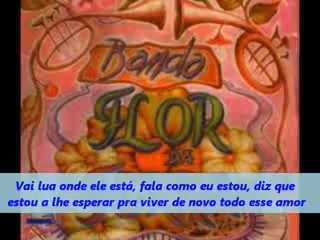 Banda
FLOR
DA
Vai lua onde ele está, fala como eu estou, diz que
estou a lhe esperar pra viver de novo todo esse amor